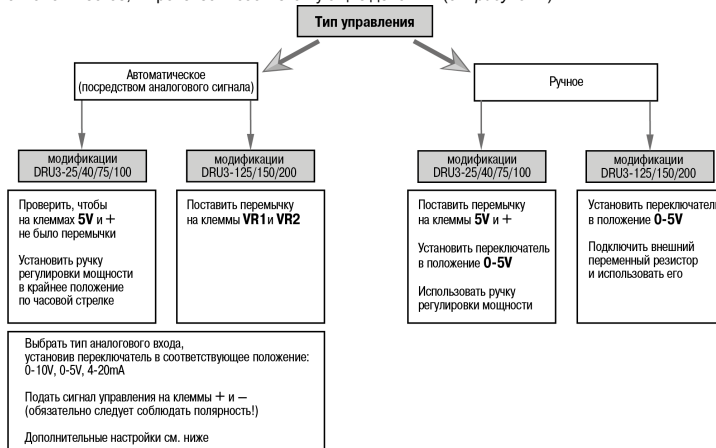 Тип управления
Автоматическое
(посредством аналогового сигнала)
Ручное
модификации
DRU3-25/40/75/100
модификации
DRU3-125/150/200
модификации
DRU3-25/40/75/100
модификации
DRU3-125/150/200
Проверить, чтобы
на клеммах 5V и +
не было перемычки
Установить ручку
регулировки мощности
в крайнее положение
по часовой стрелке
Поставить перемычку
на клеммы VR1 и VR2
Поставить перемычку
на клеммы 5V и +
Установить переключатель
в положение 0-5V
Использовать ручку
регулировки мощности
Установить переключател
в положение 0-5V
Подключить внешний
переменный резистор
и использовать его
Выбрать тип аналогового входа,
установив переключатель в соответствующее положение:
0-10V, 0-5V, 4-20mA
Подать сигнал управления на клеммы + и –
(обязательно следует соблюдать полярность!)
Дополнительные настройки см. ниже